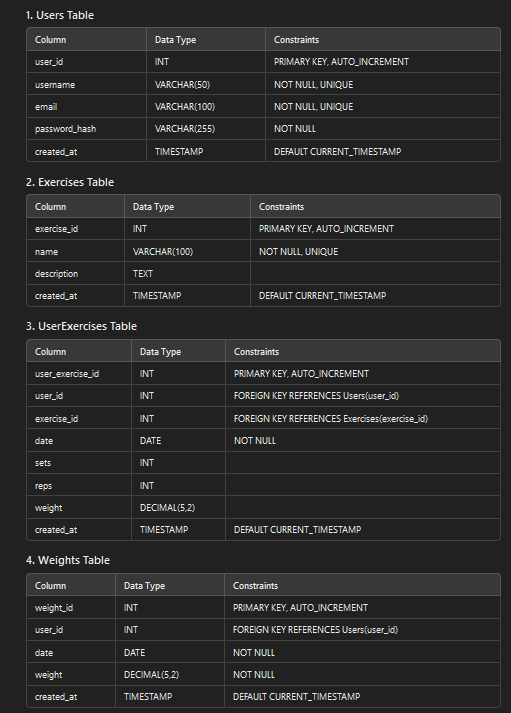 1. Users Table
Column Data Type Constraints
user_id INT PRIMARY KEY, AUTO_INCREMENT
username VARCHAR(50) NOT NULL, UNIQUE
email VARCHAR(100) NOT NULL, UNIQUE
password_hash VARCHAR(255) NOT NULL
created_at TIMESTAMP DEFAULT CURRENT_TIMESTAMP
2. Exercises Table
Column Data Type Constraints
exercise_id INT PRIMARY KEY, AUTO_INCREMENT
name VARCHAR(100) NOT NULL, UNIQUE
description TEXT
created_at TIMESTAMP DEFAULT CURRENT_TIMESTAMP
3. UserExercises Table
Column Data Type Constraints
user_exercise_id INT PRIMARY KEY, AUTO_INCREMENT
user_id INT FOREIGN KEY REFERENCES Users(user_id)
exercise_id INT FOREIGN KEY REFERENCES Exercises(exercise_id)
date DATE NOT NULL
sets INT
reps INT
weight DECIMAL(5,2)
created_at TIMESTAMP DEFAULT CURRENT_TIMESTAMP
4. Weights Table
Column Data Type Constraints
weight_id INT PRIMARY KEY, AUTO_INCREMENT
user_id INT FOREIGN KEY REFERENCES Users(user_id)
date DATE NOT NULL
weight DECIMAL(5,2) NOT NULL
created_at TIMESTAMP DEFAULT CURRENT_TIMESTAMP